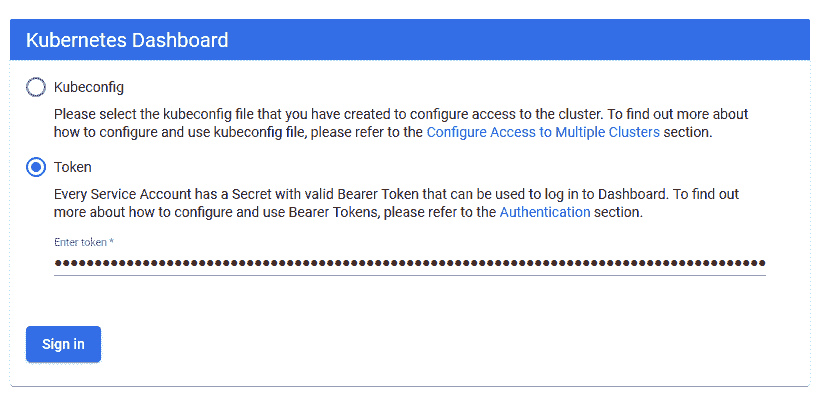 Kubernetes Dashboard
Kubeconfig
Please select the kubeconfig file that you have created to configure access to the cluster. To find out more about
how to configure and use kubeconfig file, please refer to the Configure Access to Multiple Clusters section.
Token
Every Service Account has a Secret with valid Bearer Token that can be used to log in to Dashboard. To find out
more about how to configure and use Bearer Tokens, please refer to the Authentication section.
Enter token *
Sign in